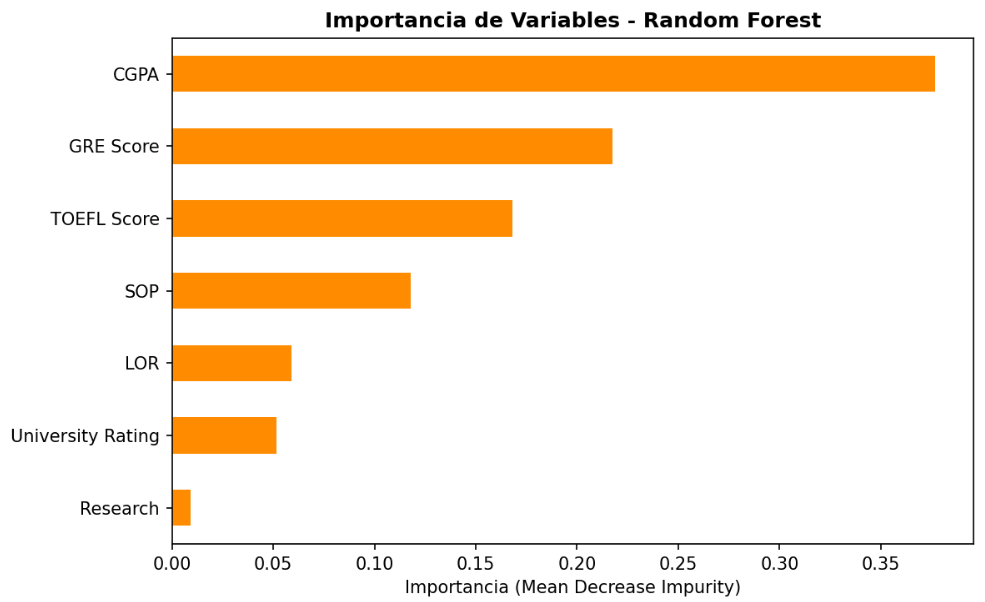 Importancia de Variables - Random Forest
CGPA
GRE Score
TOEFL Score
SOP
LOR
University Rating
Research
0.00 0.05 0.10 0.15 0.20 0.25 0.30 0.35
Importancia (Mean Decrease Impurity)